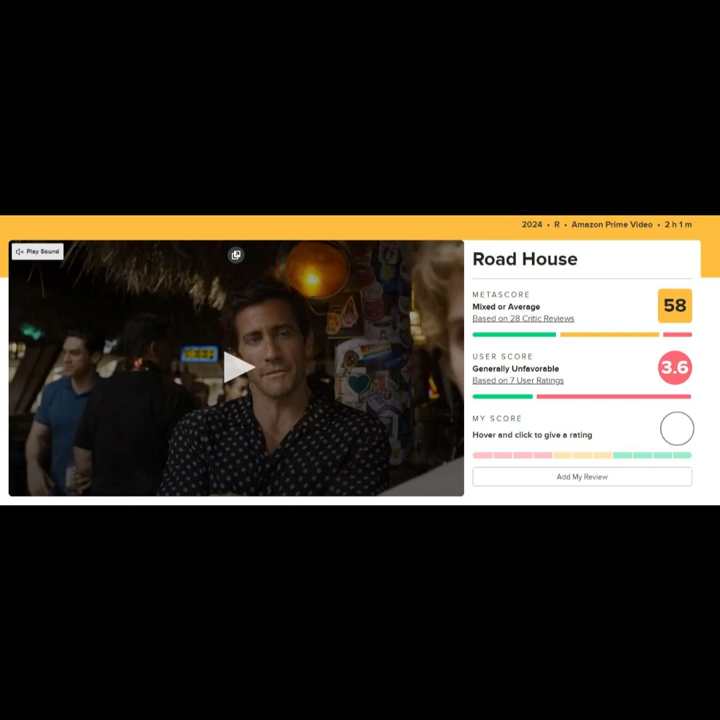 2024 • R • Amazon Prime Video • 2 h 1 m
Play Sound
Road House
METASCORE
Mixed or Average
58
Based on 28 Critic Reviews
USER SCORE
Generally Unfavorable
3.6
Based on 7 User Ratings
MY SCORE
Hover and click to give a rating
Add My Review